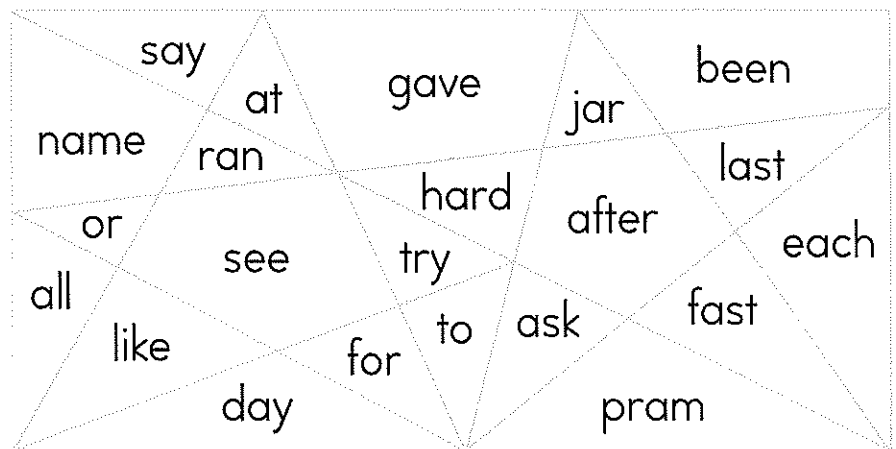 say
at
gave
jar
been
name
ran
hard
last
or
see
try
after
each
all
like
for
to
ask
fast
day
pram